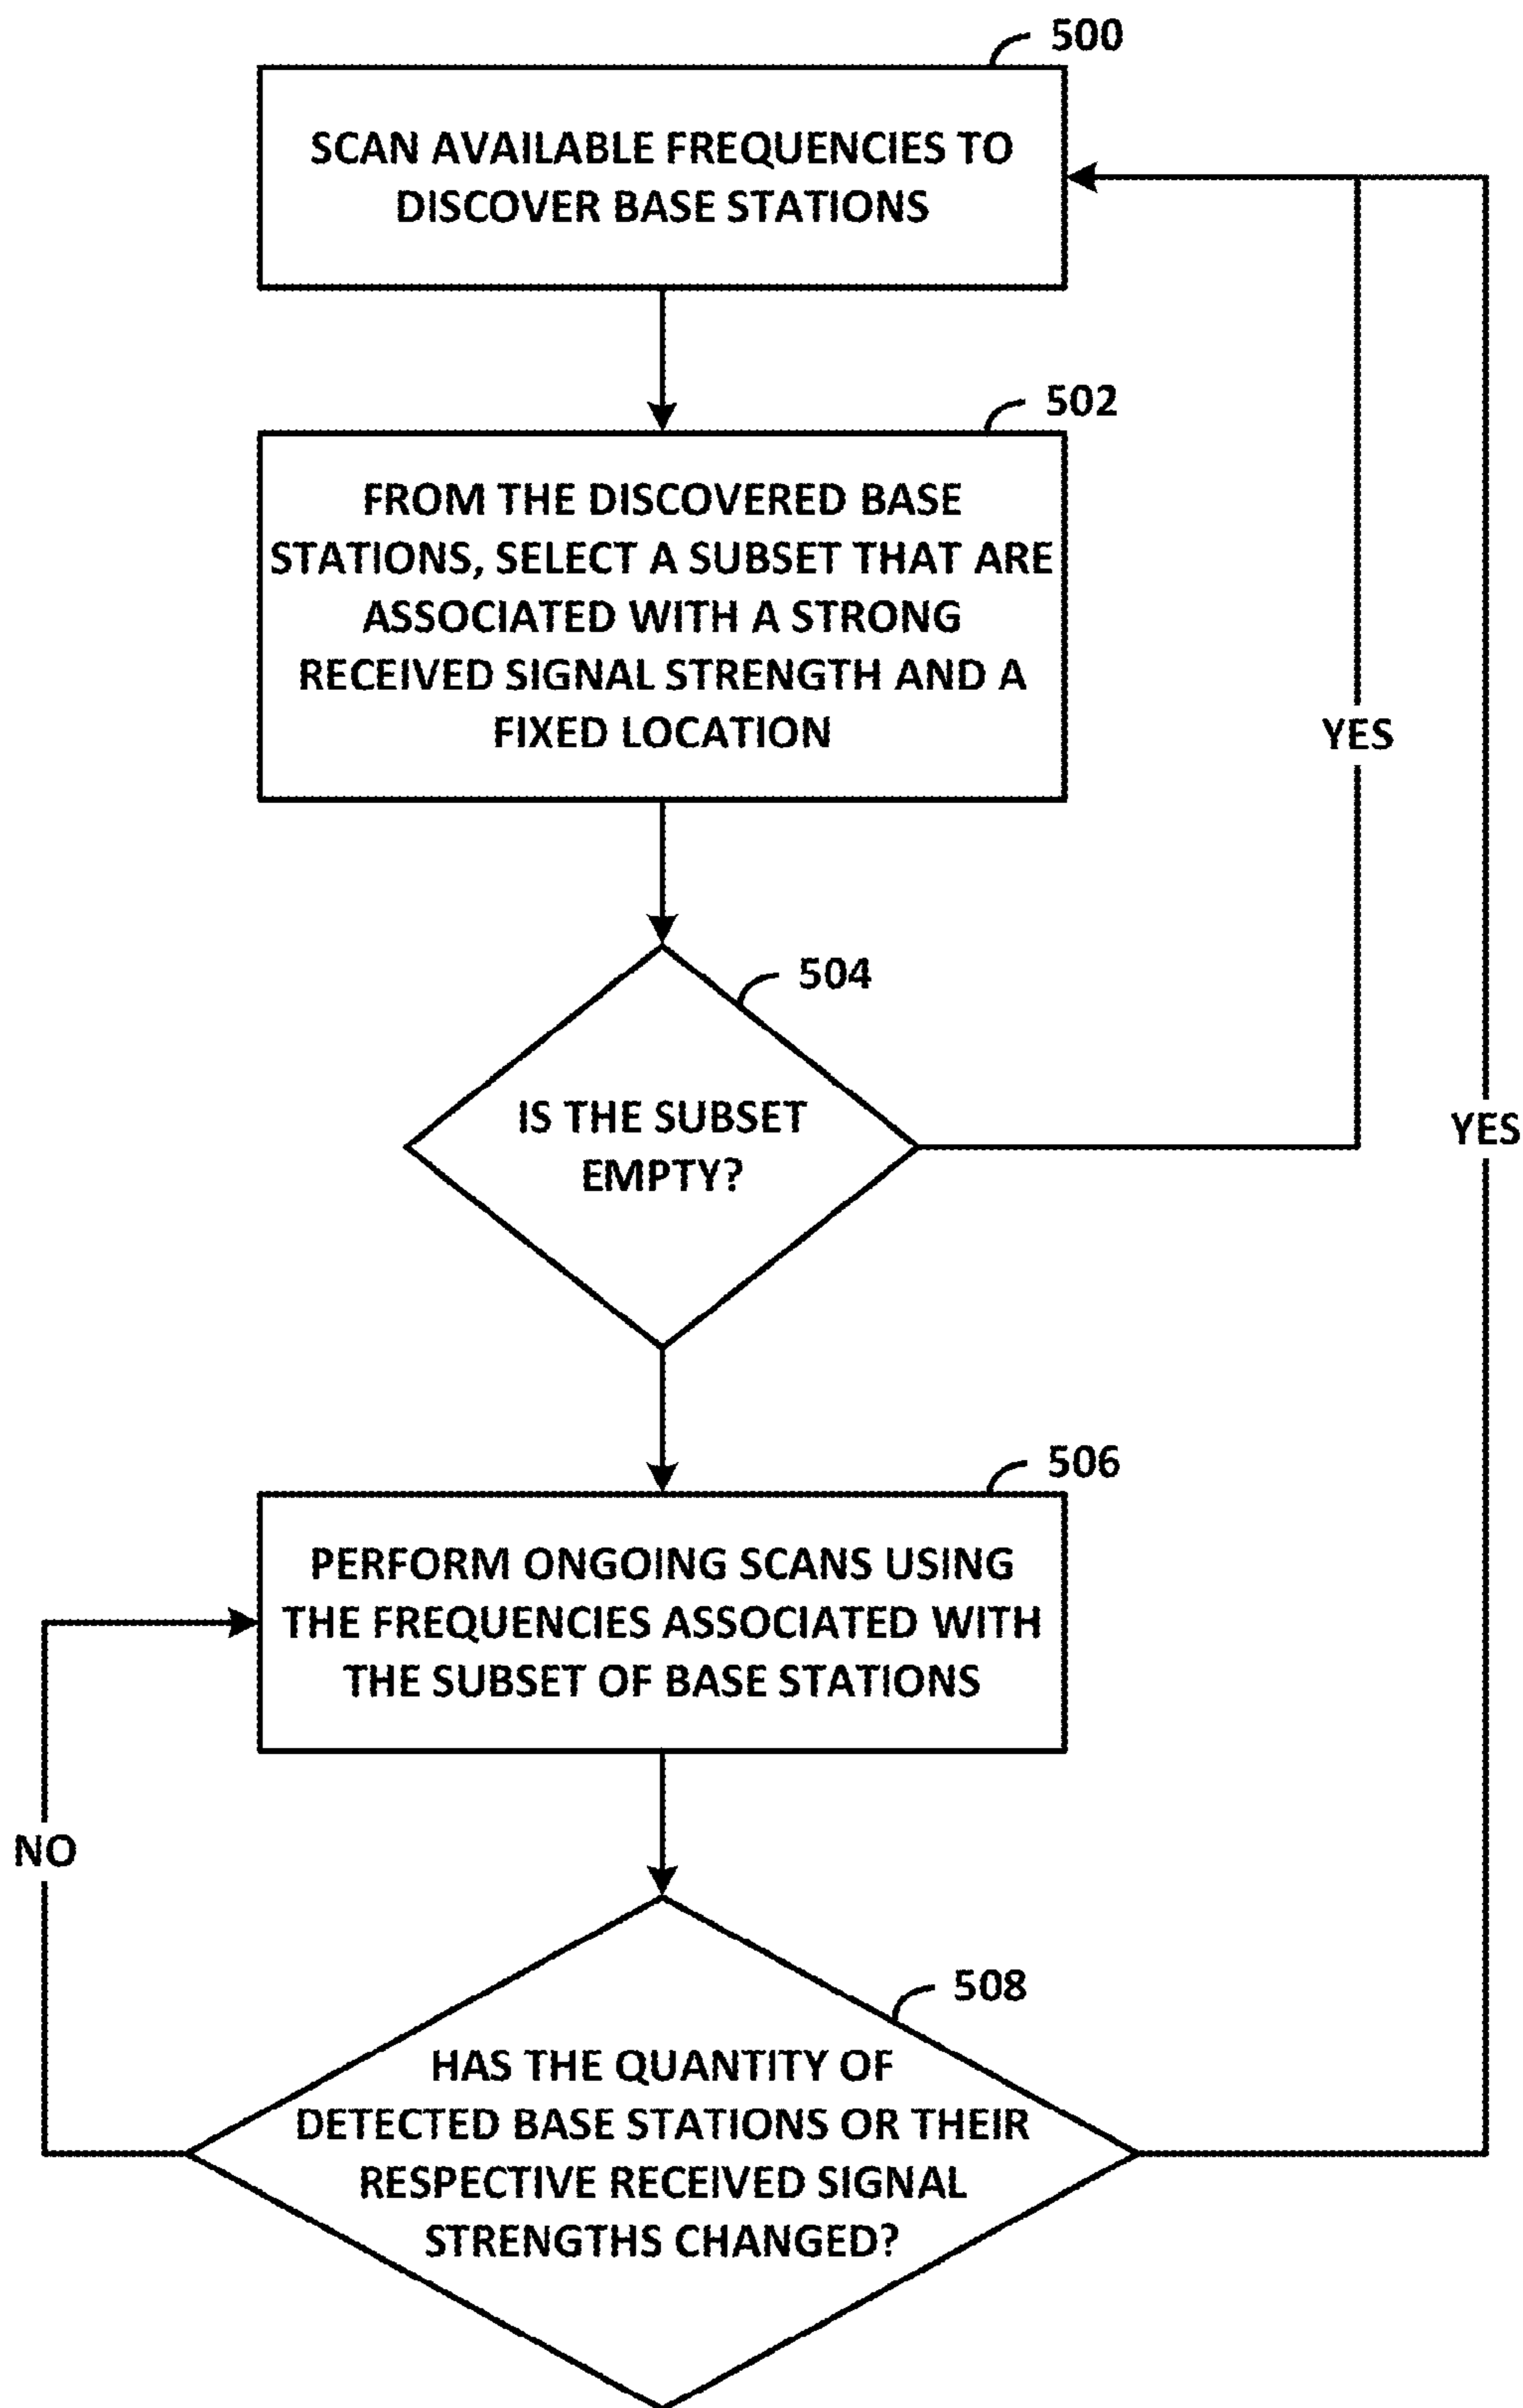 500
SCAN AVAILABLE FREQUENCIES TO
DISCOVER BASE STATIONS
502
FROM THE DISCOVERED BASE
STATIONS, SELECT A SUBSET THAT ARE
ASSOCIATED WITH A STRONG
RECEIVED SIGNAL STRENGTH AND A
FIXED LOCATION
YES
504
IS THE SUBSET
EMPTY?
YES
506
PERFORM ONGOING SCANS USING
THE FREQUENCIES ASSOCIATED WITH
THE SUBSET OF BASE STATIONS
NO
508
HAS THE QUANTITY OF
DETECTED BASE STATIONS OR THEIR
RESPECTIVE RECEIVED SIGNAL
STRENGTHS CHANGED?